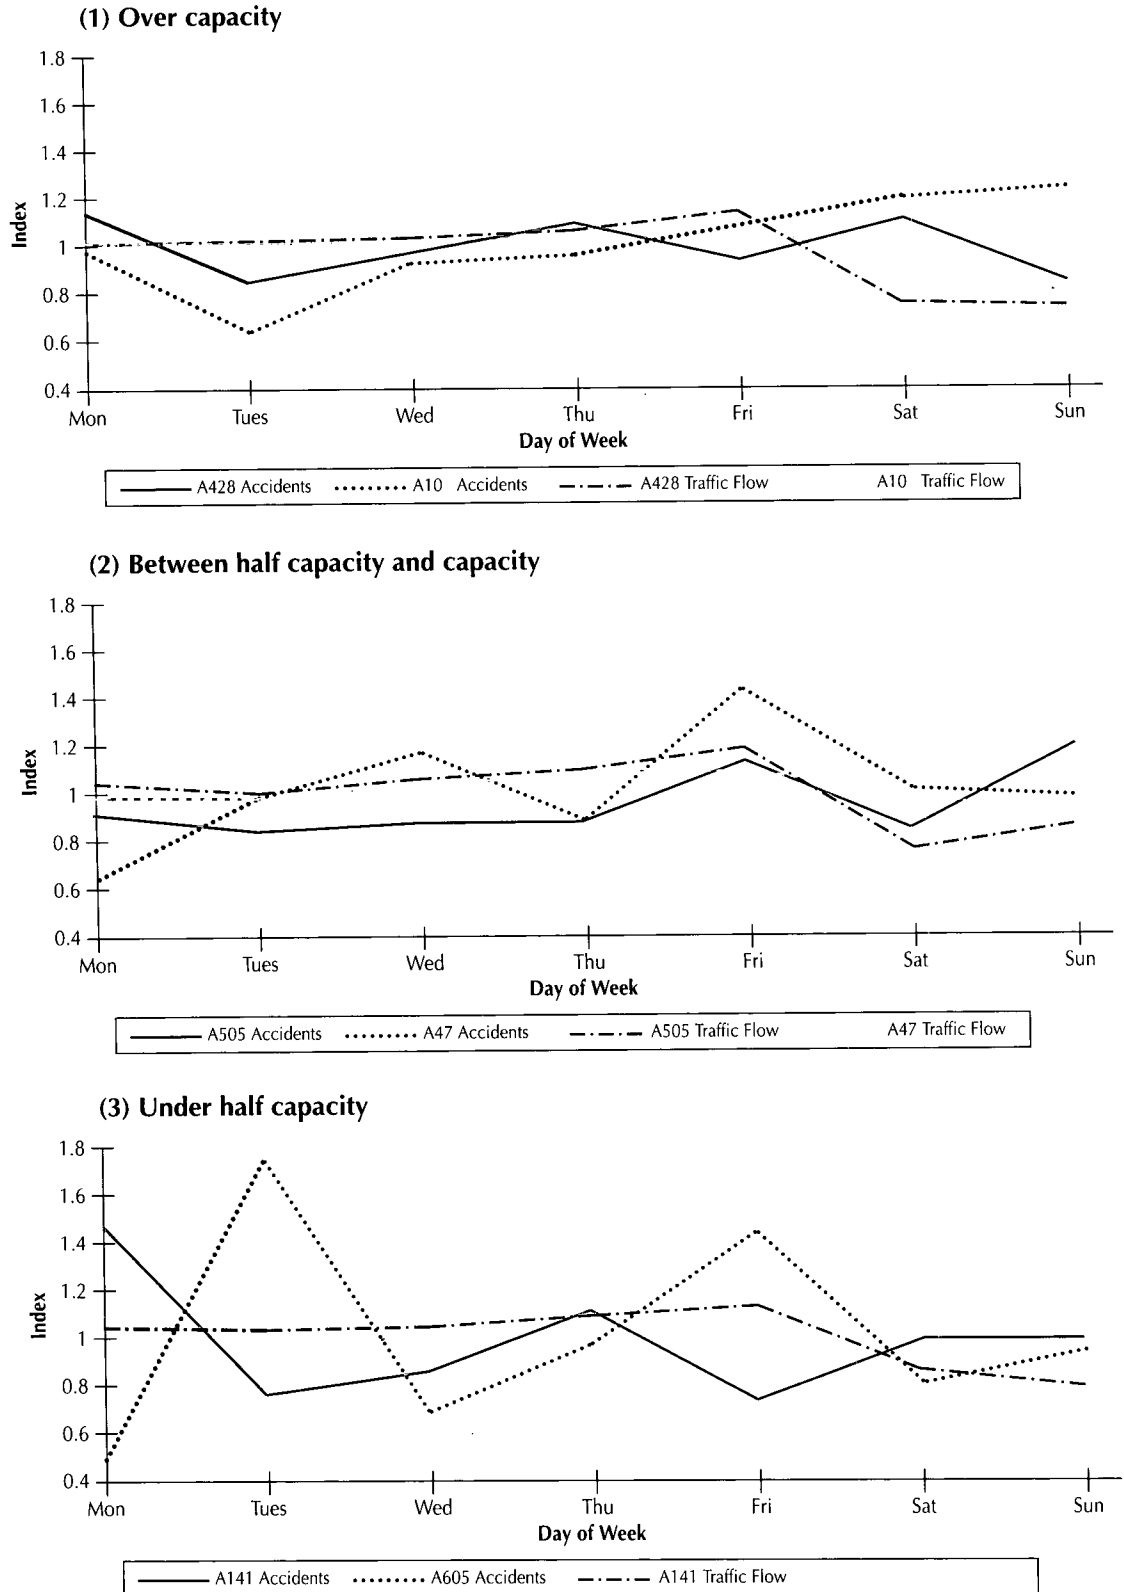 (1) Over capacity
1.8
1.6
1.4
1.2
1
0.8
0.6
0.4
Index
Mon Tues Wed Thu Fri Sat Sun
Day of Week
A428 Accidents A10 Accidents A428 Traffic Flow A10 Traffic Flow
(2) Between half capacity and capacity
1.8
1.6
1.4
1.2
1
0.8
0.6
0.4
Index
Mon Tues Wed Thu Fri Sat Sun
Day of Week
A505 Accidents A47 Accidents A505 Traffic Flow A47 Traffic Flow
(3) Under half capacity
1.8
1.6
1.4
1.2
1
0.8
0.6
0.4
Index
Mon Tues Wed Thu Fri Sat Sun
Day of Week
A141 Accidents A605 Accidents A141 Traffic Flow